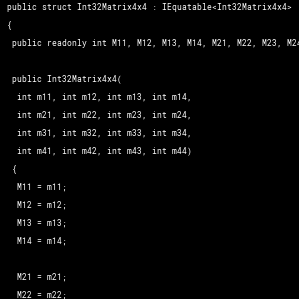 public struct Int32Matrix4x4 : IEquatable<Int32Matrix4x4>
{
public readonly int M11, M12, M13, M14, M21, M22, M23, M24
public Int32Matrix4x4(
int m11, int m12, int m13, int m14,
int m21, int m22, int m23, int m24,
int m31, int m32, int m33, int m34,
int m41, int m42, int m43, int m44)
{
M11 = m11;
M12 = m12;
M13 = m13;
M14 = m14;
M21 = m21;
M22 = m22;